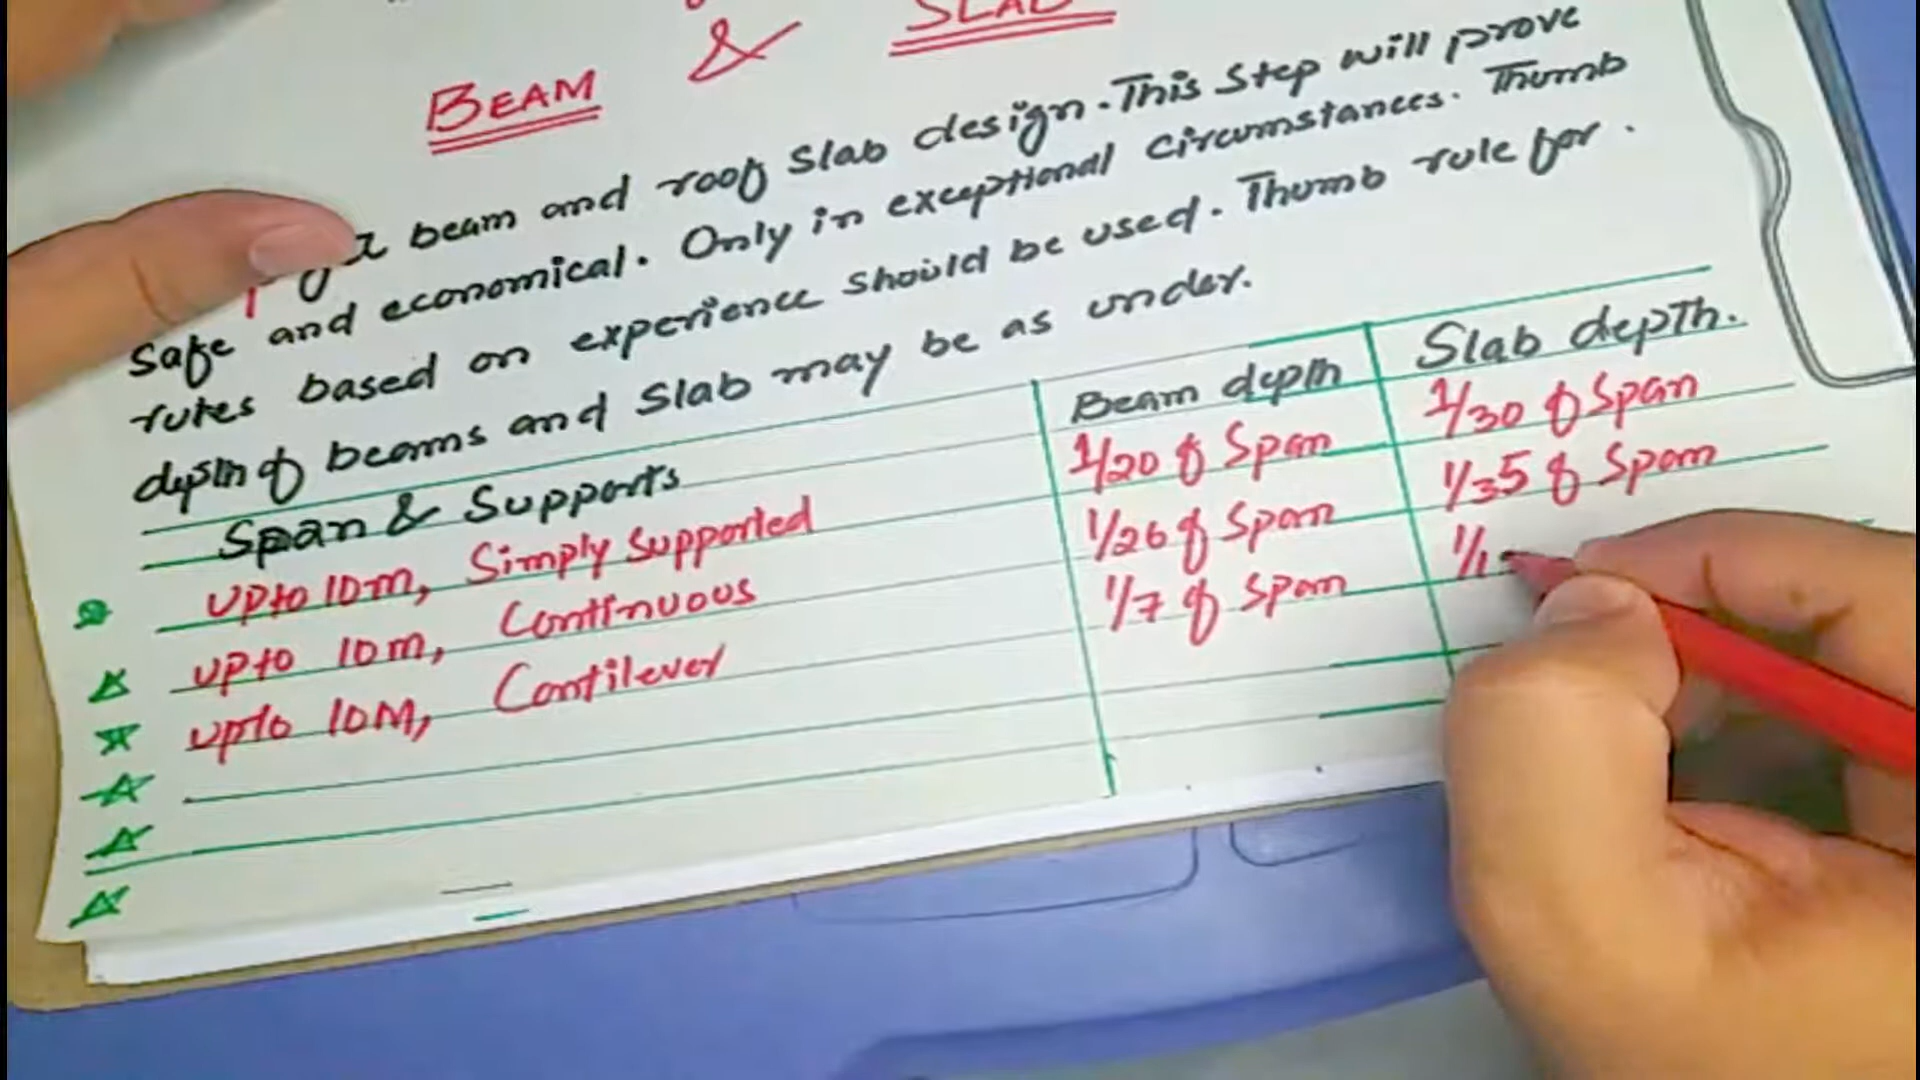 BEAM & SLAB
a beam and roof slab design. This step will prove
safe and economical. Only in exceptional circumstances. Thumb
rules based on experience should be used. Thumb rule for.
depth of beams and slab may be as under.
Span & Supports Beam depth Slab depth.
upto 10m, Simply supported 1/20 of Span 1/30 of Span
upto 10m, Continuous 1/26 of Span 1/35 of Span
upto 10M, Cantilever 1/7 of Span 1/1